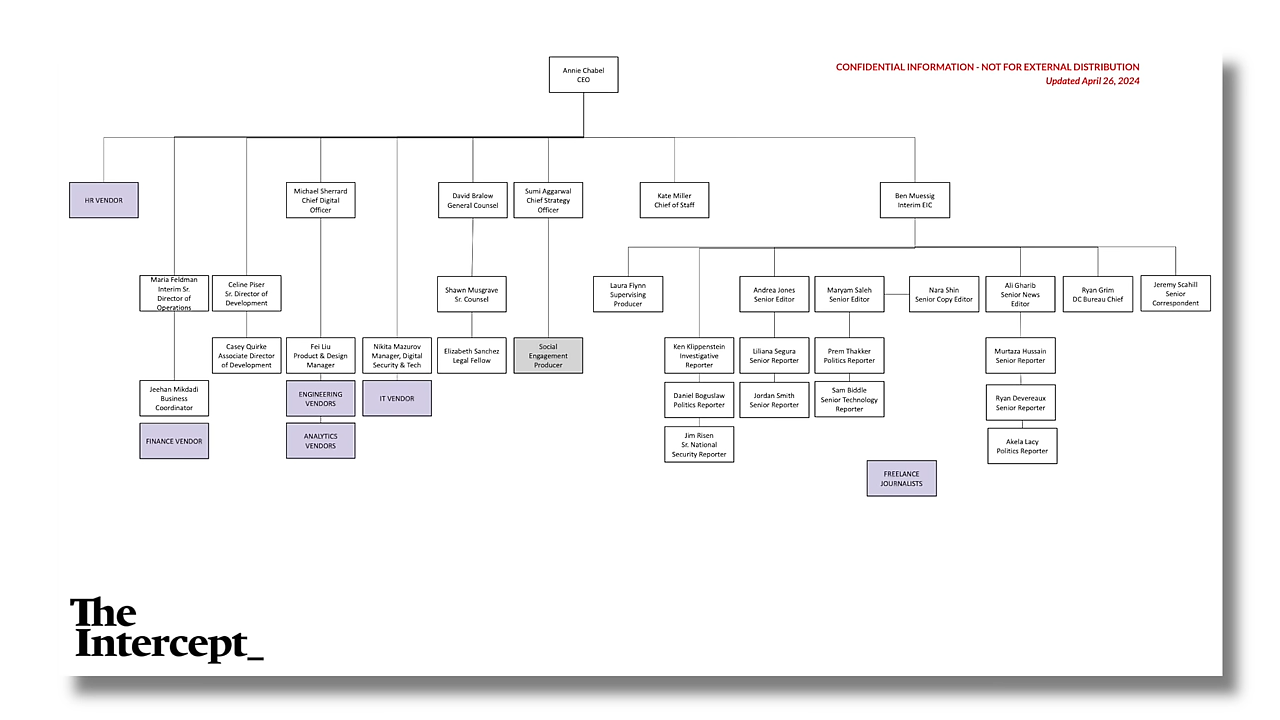 Annie Chabel
CEO
CONFIDENTIAL INFORMATION - NOT FOR EXTERNAL DISTRIBUTION
Updated April 26, 2024
HR VENDOR
Michael Sherrard
Chief Digital
Officer
David Bralow
General Counsel
Sumi Aggarwal
Chief Strategy
Officer
Kate Miller
Chief of Staff
Ben Muessig
Interim EIC
Maria Feldman
Interim Sr.
Director of
Operations
Celine Piser
Sr. Director of
Development
Shawn Musgrave
Sr. Counsel
Laura Flynn
Supervising
Producer
Andrea Jones
Senior Editor
Maryam Saleh
Senior Editor
Nara Shin
Senior Copy Editor
Ali Gharib
Senior News
Editor
Ryan Grim
DC Bureau Chief
Jeremy Scahill
Senior
Correspondent
Casey Quirke
Associate Director
of Development
Fei Liu
Product & Design
Manager
Nikita Mazurov
Manager, Digital
Security & Tech
Elizabeth Sanchez
Legal Fellow
Social
Engagement
Producer
Ken Klippenstein
Investigative
Reporter
Liliana Segura
Senior Reporter
Prem Thakker
Politics Reporter
Murtaza Hussain
Senior Reporter
Jeehan Mikdadi
Business
Coordinator
ENGINEERING
VENDORS
IT VENDOR
Daniel Boguslaw
Politics Reporter
Jordan Smith
Senior Reporter
Sam Biddle
Senior Technology
Reporter
Ryan Devereaux
Senior Reporter
FINANCE VENDOR
ANALYTICS
VENDORS
Jim Risen
Sr. National
Security Reporter
Akela Lacy
Politics Reporter
FREELANCE
JOURNALISTS
The
Intercept_